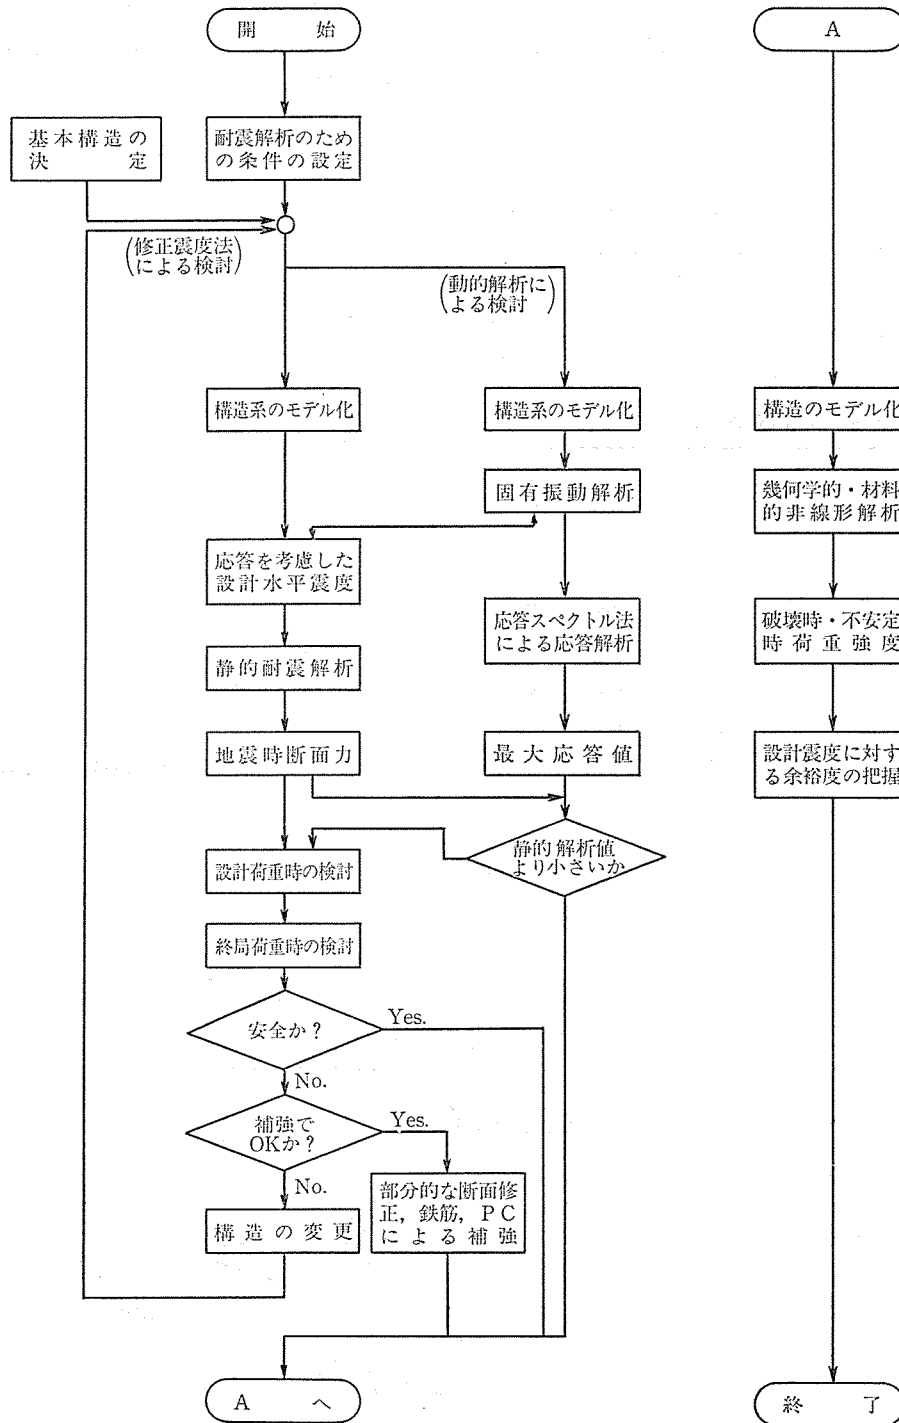 開始
基本構造の
決定
耐震解析のため
の条件の設定
(修正震度法
による検討)
(動的解析に
よる検討)
構造系のモデル化
構造系のモデル化
固有振動解析
応答を考慮した
設計水平震度
応答スペクトル法
による応答解析
静的耐震解析
地震時断面力
最大応答値
静的解析値
より小さいか
設計荷重時の検討
終局荷重時の検討
安全か?
Yes.
No.
補強で
OKか?
Yes.
No.
部分的な断面修
正,鉄筋,PC
による補強
構造の変更
Aへ
A
構造のモデル化
幾何学的・材料
的非線形解析
破壊時・不安定
時荷重強度
設計震度に対す
る余裕度の把握
終了